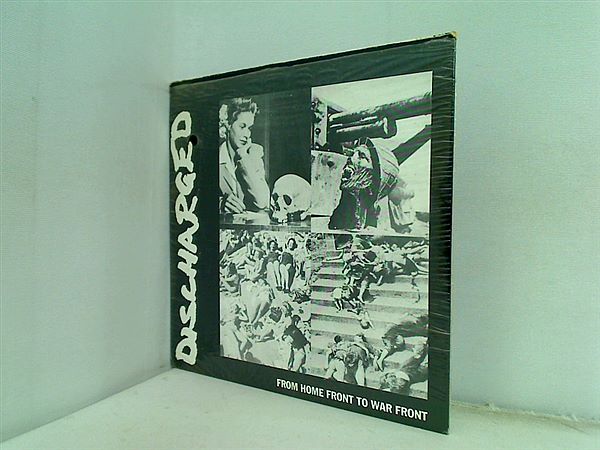 DISCHARGED
FROM HOME FRONT TO WAR FRONT